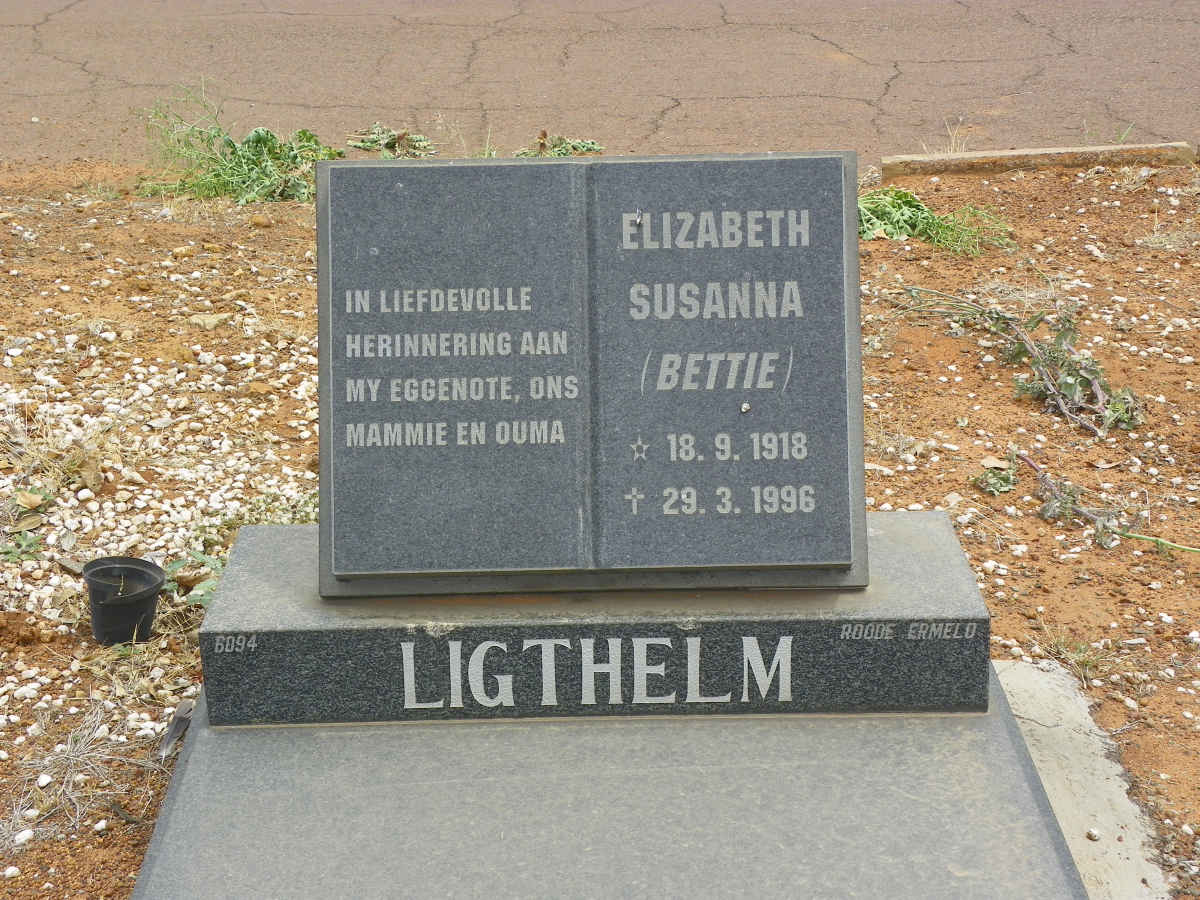 IN LIEFDEVOLLE
HERINNERING AAN
MY EGGENOTE, ONS
MAMMIE EN OUMA
ELIZABETH
SUSANNA
(BETTIE)
☆ 18. 9. 1918
† 29. 3. 1996
6094
LIGTHELM
ROODE ERMELO